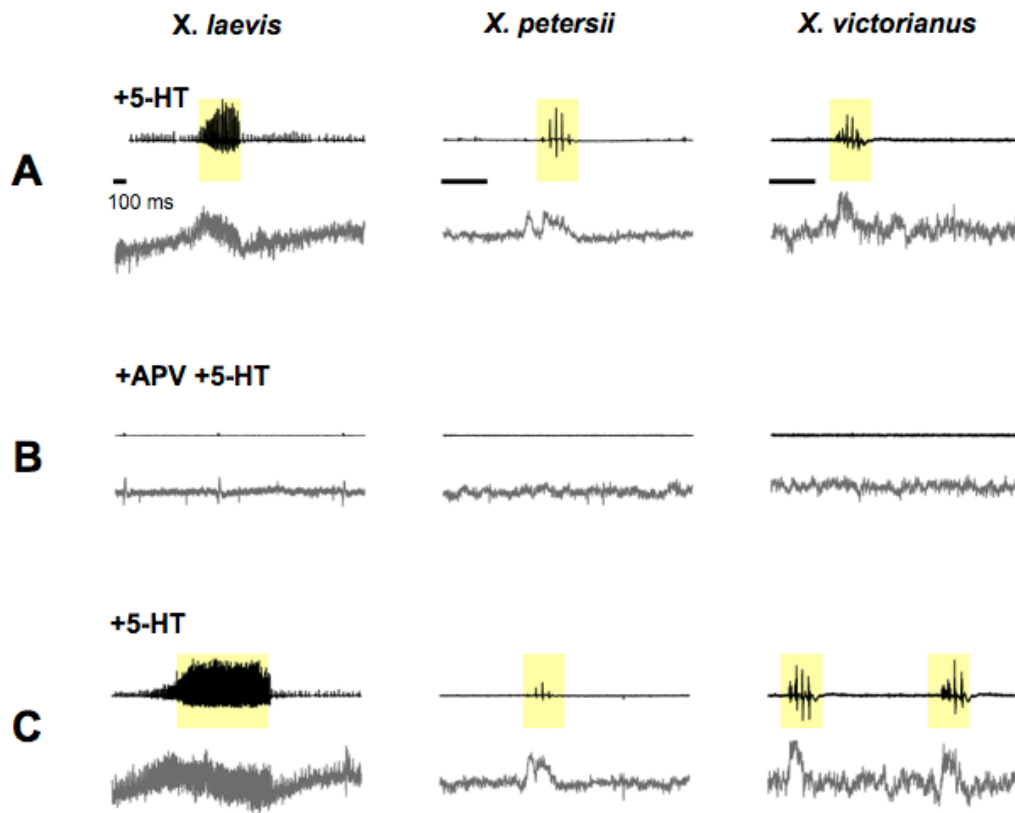 X. laevis X. petersii X. victorianus
+5-HT
A
100 ms
+APV +5-HT
B
+5-HT
C